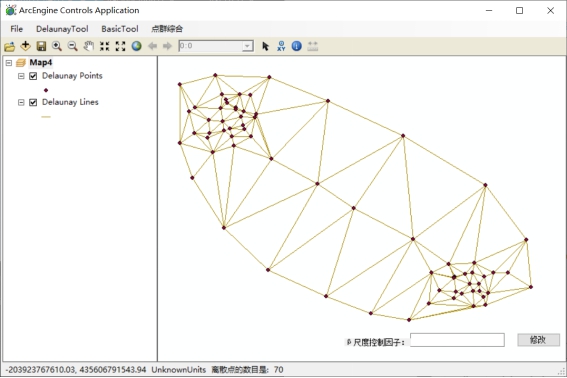 ArcEngine Controls Application
File DelaunayTool BasicTool 点群综合
0:0
Map4
Delaunay Points
Delaunay Lines
β 尺度控制因子: 修改
-203923767610.03, 435606791543.94 UnknownUnits 离散点的数目是: 70